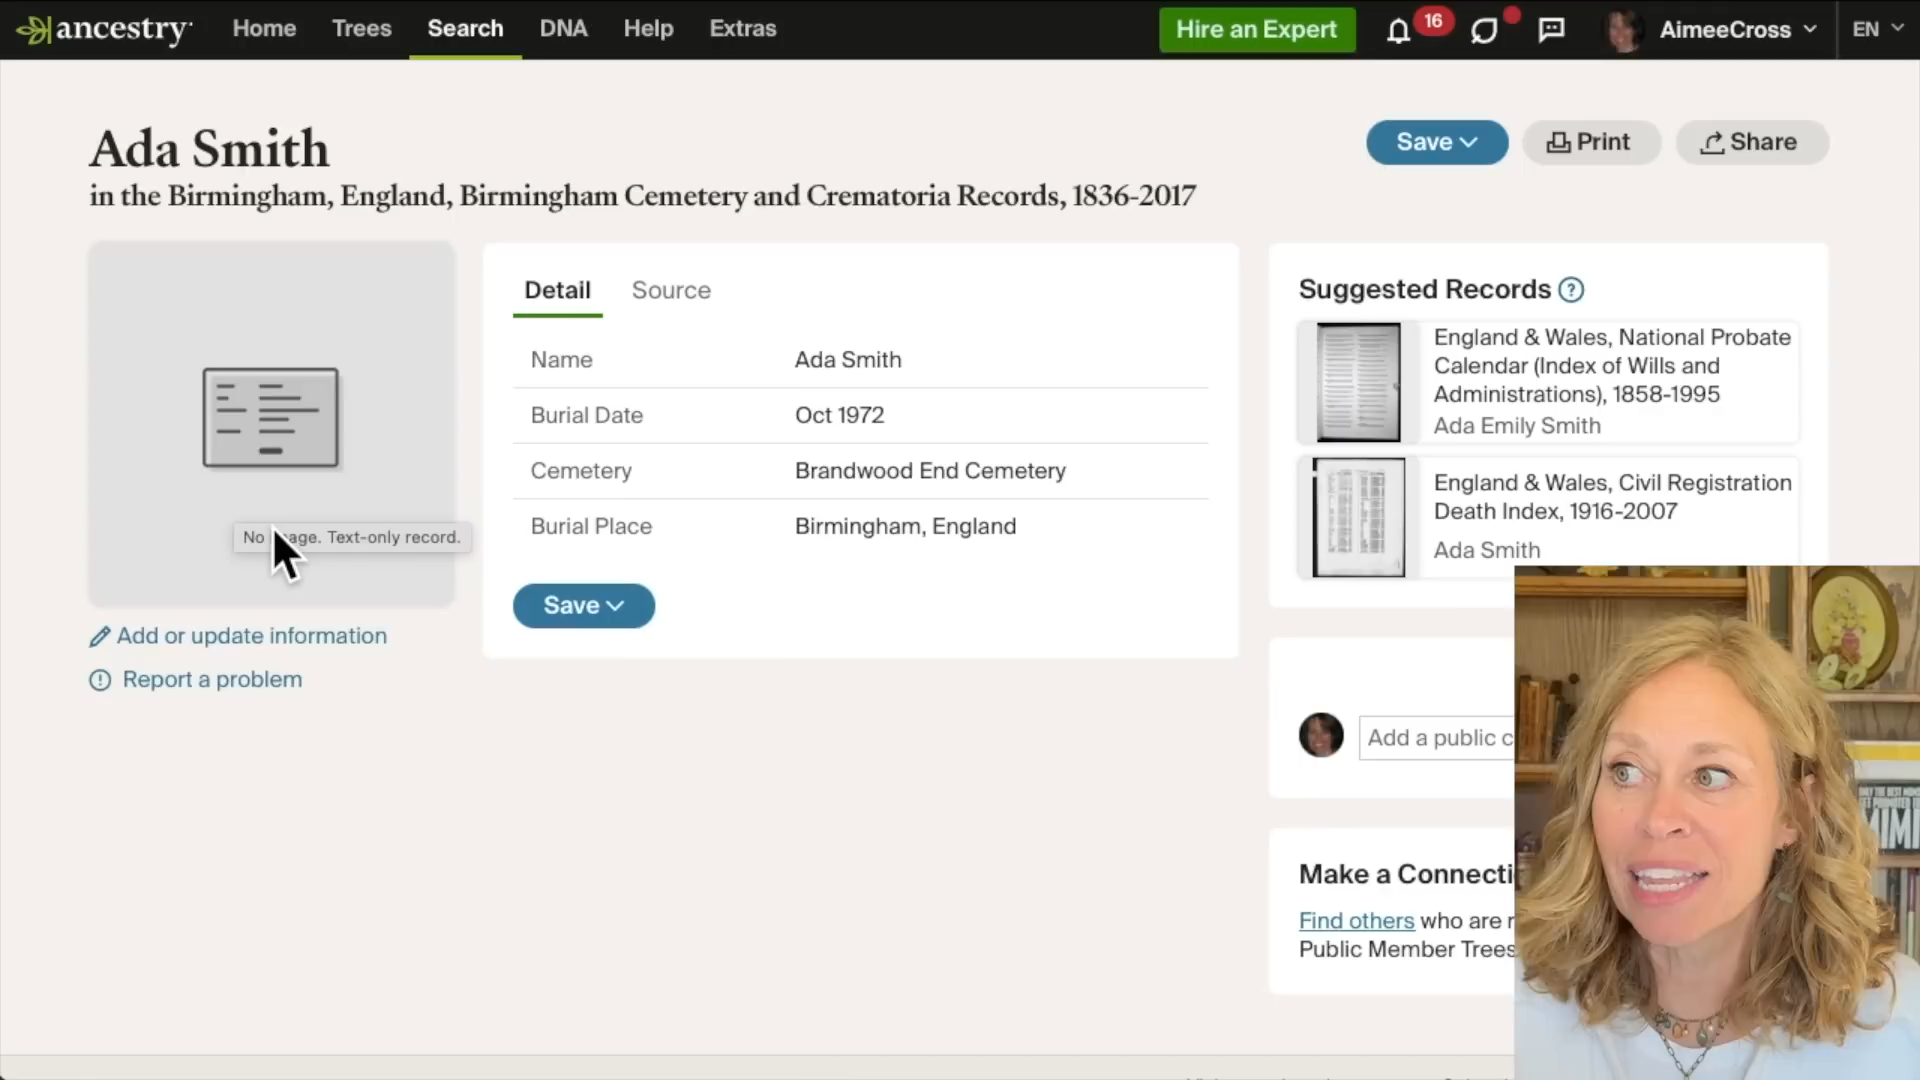 ancestry
Home
Trees
Search
DNA
Help
Extras
Hire an Expert
16
AimeeCross
EN
Ada Smith
in the Birmingham, England, Birmingham Cemetery and Crematoria Records, 1836-2017
Save
Print
Share
No image. Text-only record.
Add or update information
Report a problem
Detail
Source
Name Ada Smith
Burial Date Oct 1972
Cemetery Brandwood End Cemetery
Burial Place Birmingham, England
Save
Suggested Records ?
England & Wales, National Probate
Calendar (Index of Wills and
Administrations), 1858-1995
Ada Emily Smith
England & Wales, Civil Registration
Death Index, 1916-2007
Ada Smith
Add a public c
Make a Connecti
Find others who are r
Public Member Trees